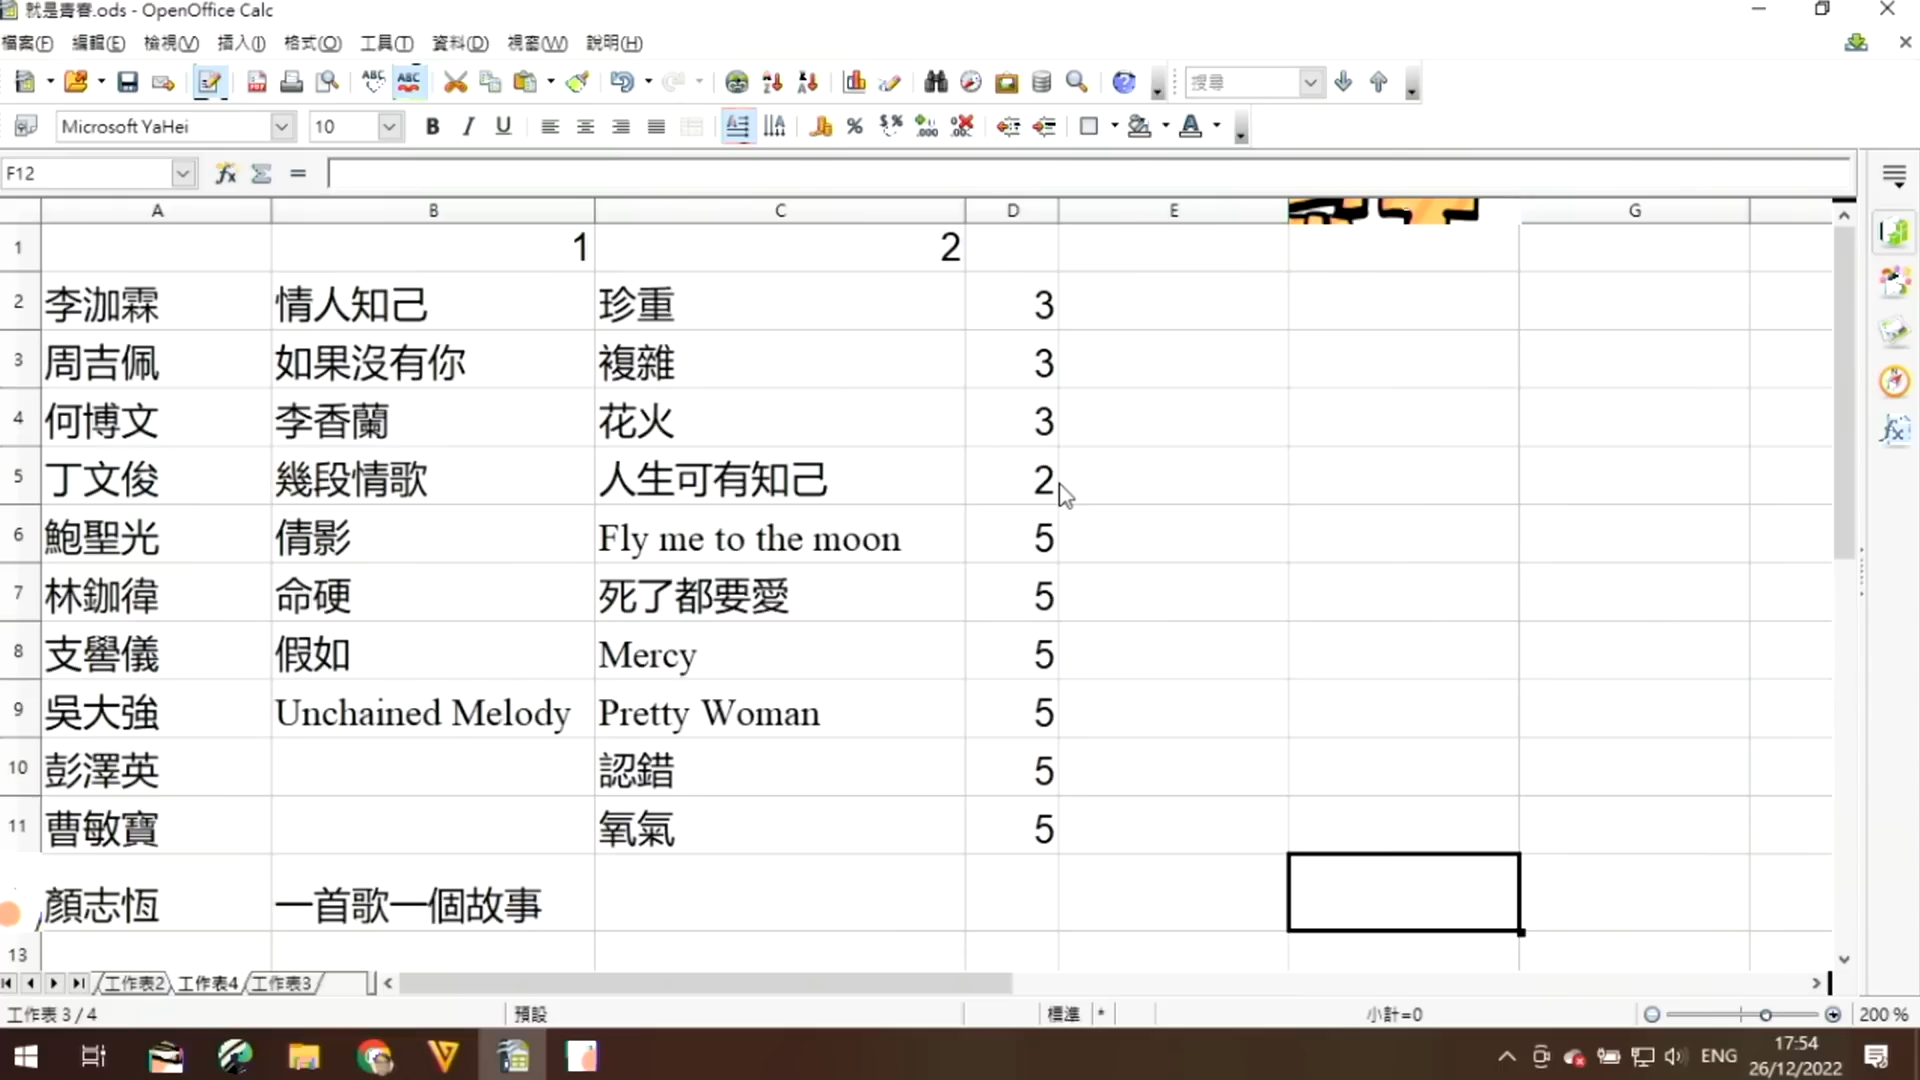 就是青春.ods - OpenOffice Calc
檔案(F) 編輯(E) 檢視(V) 插入(I) 格式(O) 工具(T) 資料(D) 視窗(W) 說明(H)
搜尋
Microsoft YaHei 10
F12
A B C D E G
1 1 2
2 李泇霖 情人知己 珍重 3
3 周吉佩 如果沒有你 複雜 3
4 何博文 李香蘭 花火 3
5 丁文俊 幾段情歌 人生可有知己 2
6 鮑聖光 倩影 Fly me to the moon 5
7 林鉫徫 命硬 死了都要愛 5
8 支嚳儀 假如 Mercy 5
9 吳大強 Unchained Melody Pretty Woman 5
10 彭澤英 認錯 5
11 曹敏寶 氧氣 5
顏志恆 一首歌一個故事
13
工作表2 工作表4 工作表3
工作表 3 / 4 預設 標準 * 小計=0 200 %
ENG 17:54
26/12/2022